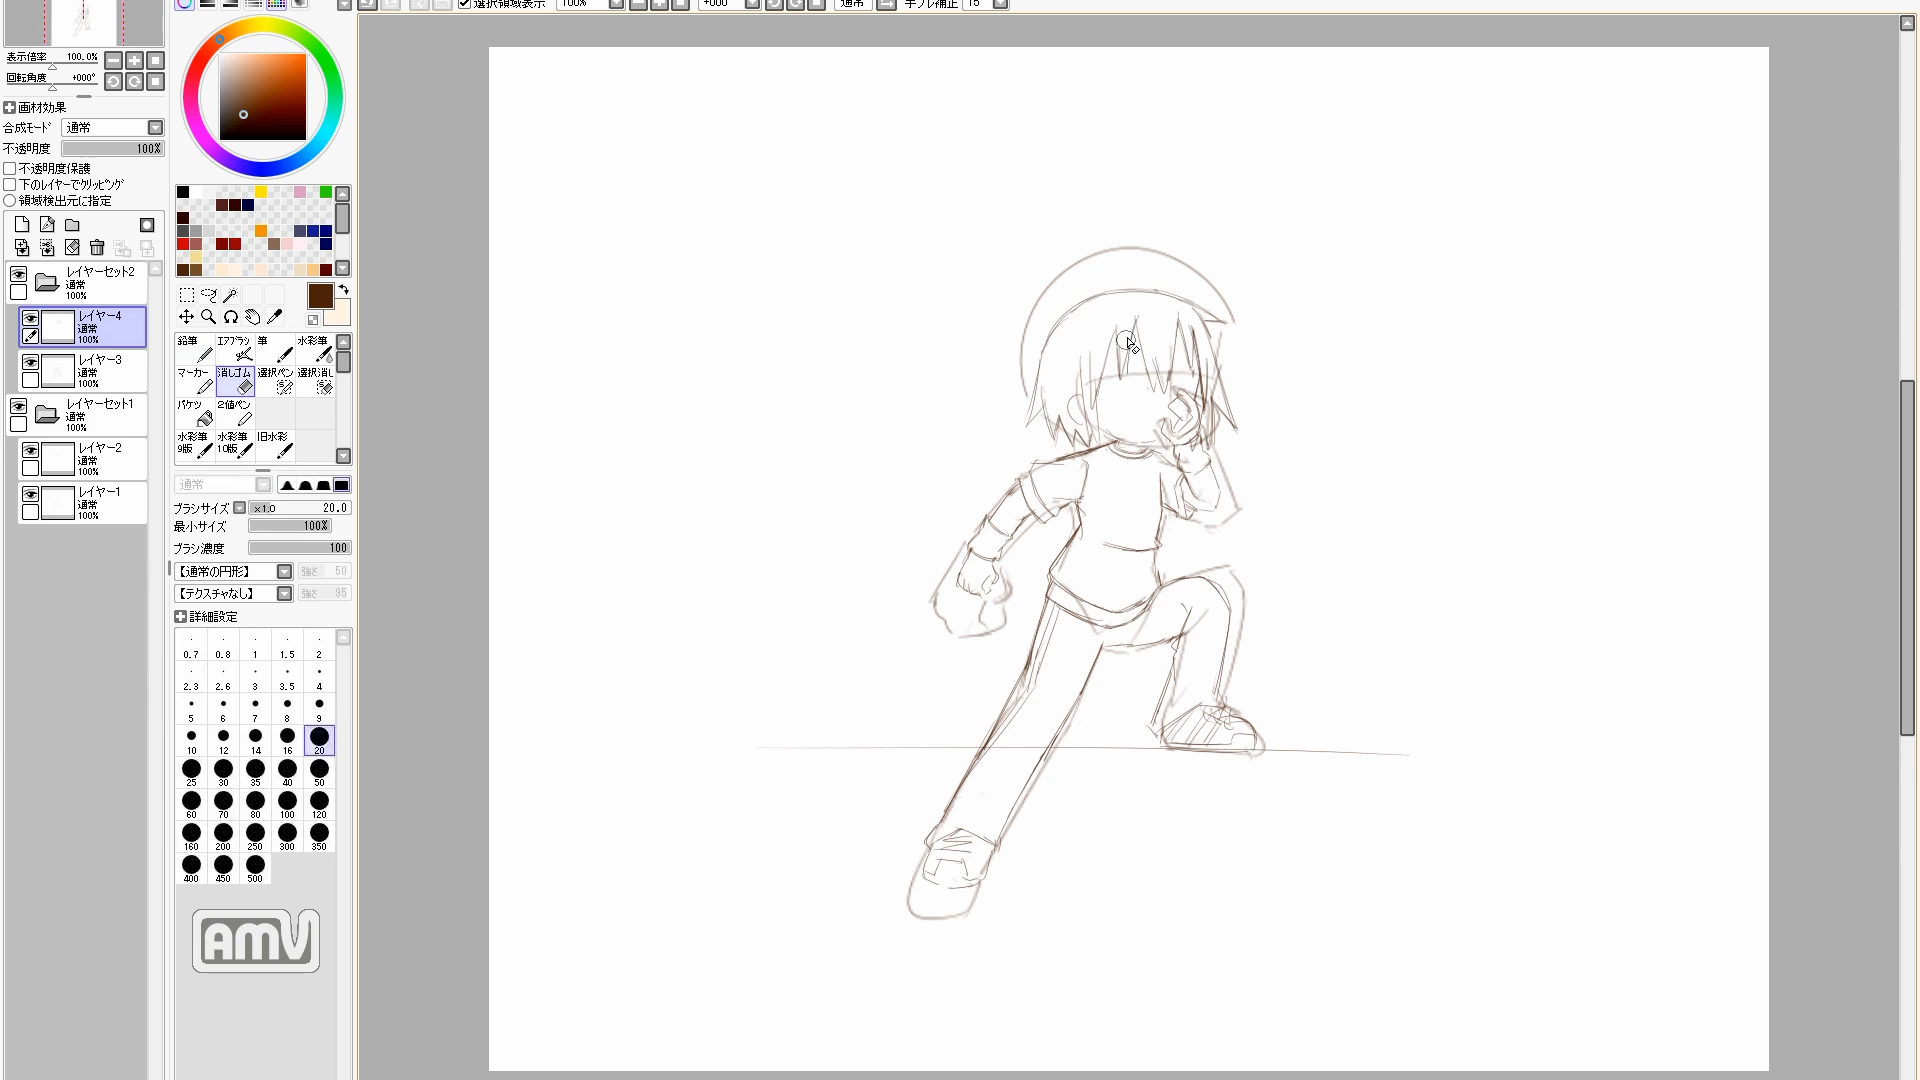 選択領域表示 100% +000 通常 手ブレ補正 15
表示倍率 100.0%
回転角度 +000°
画材効果
合成ﾓｰﾄﾞ 通常
不透明度 100%
不透明度保護
下のﾚｲﾔｰでｸﾘｯﾋﾟﾝｸﾞ
領域検出元に指定
レイヤーセット2
通常
100%
レイヤー4
通常
100%
レイヤー3
通常
100%
レイヤーセット1
通常
100%
レイヤー2
通常
100%
レイヤー1
通常
100%
鉛筆 ｴｱﾌﾞﾗｼ 筆 水彩筆
マーカー 消しゴム 選択ペン 選択消し
バケツ 2値ペン
水彩筆 水彩筆 旧水彩
9版 10版
通常
ブラシサイズ x1.0 20.0
最小サイズ 100%
ブラシ濃度 100
【通常の円形】 強さ 50
【テクスチャなし】 強さ 95
詳細設定
0.7 0.8 1 1.5 2
2.3 2.6 3 3.5 4
5 6 7 8 9
10 12 14 16 20
25 30 35 40 50
60 70 80 100 120
160 200 250 300 350
400 450 500
AMV